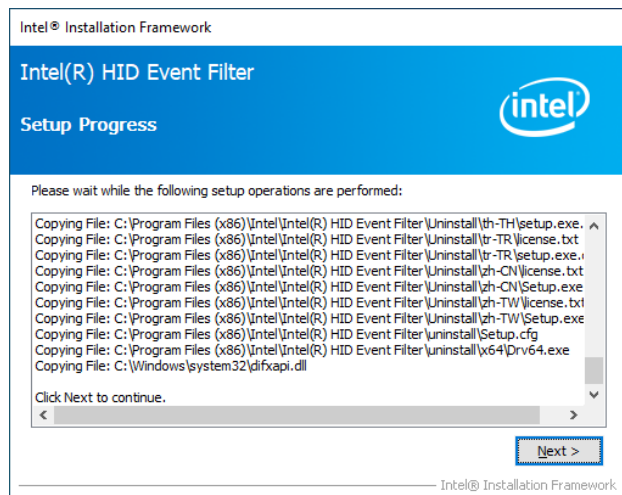 Intel® Installation Framework
Intel(R) HID Event Filter
Setup Progress
intel
Please wait while the following setup operations are performed:
Copying File: C:\Program Files (x86)\Intel\Intel(R) HID Event Filter\Uninstall\th-TH\setup.exe.
Copying File: C:\Program Files (x86)\Intel\Intel(R) HID Event Filter\Uninstall\tr-TR\license.txt
Copying File: C:\Program Files (x86)\Intel\Intel(R) HID Event Filter\Uninstall\tr-TR\setup.exe.
Copying File: C:\Program Files (x86)\Intel\Intel(R) HID Event Filter\Uninstall\zh-CN\license.txt
Copying File: C:\Program Files (x86)\Intel\Intel(R) HID Event Filter\Uninstall\zh-CN\Setup.exe
Copying File: C:\Program Files (x86)\Intel\Intel(R) HID Event Filter\Uninstall\zh-TW\license.txt
Copying File: C:\Program Files (x86)\Intel\Intel(R) HID Event Filter\Uninstall\zh-TW\Setup.exe
Copying File: C:\Program Files (x86)\Intel\Intel(R) HID Event Filter\uninstall\Setup.cfg
Copying File: C:\Program Files (x86)\Intel\Intel(R) HID Event Filter\uninstall\x64\Drv64.exe
Copying File: C:\Windows\system32\difxapi.dll
Click Next to continue.
Next >
Intel® Installation Framework